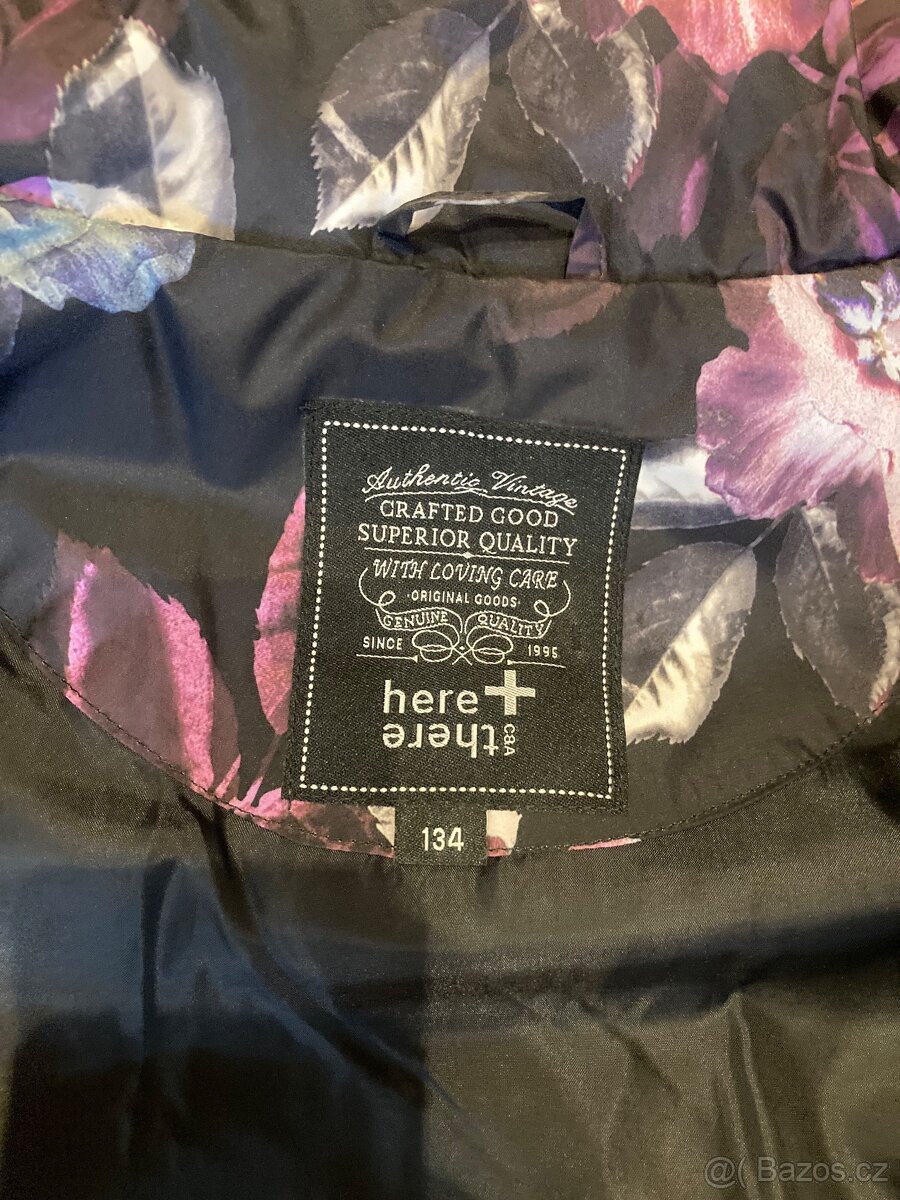 Authentic Vintage
CRAFTED GOOD
SUPERIOR QUALITY
WITH LOVING CARE
·ORIGINAL GOODS·
GENUINE QUALITY
SINCE 1995
here+
there
C&A
134
@( Bazos.cz